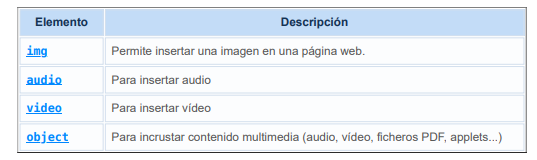 Elemento Descripción
img Permite insertar una imagen en una página web.
audio Para insertar audio
video Para insertar vídeo
object Para incrustar contenido multimedia (audio, vídeo, ficheros PDF, applets...)